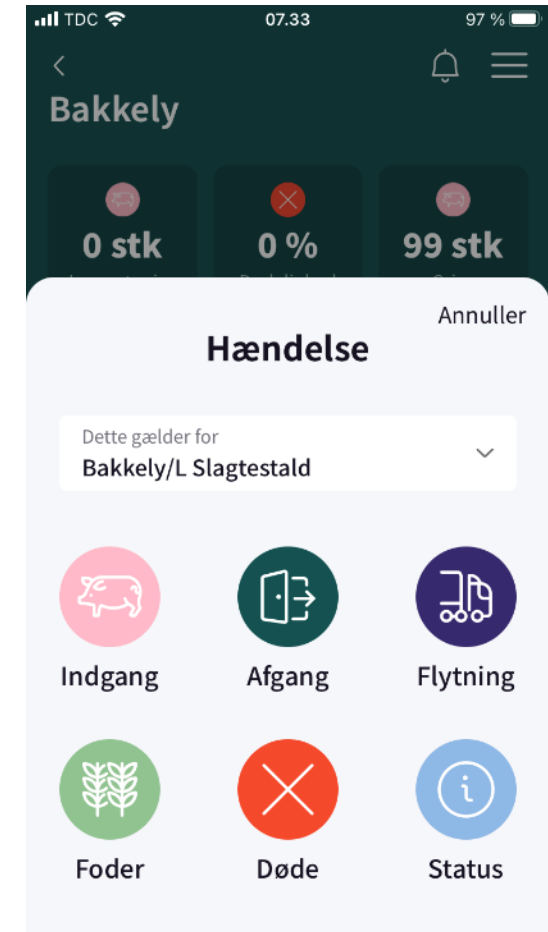 TDC 07.33 97 %
Bakkely
0 stk 0 % 99 stk
Annuller
Hændelse
Dette gælder for
Bakkely/L Slagtestald
Indgang Afgang Flytning
Foder Døde Status